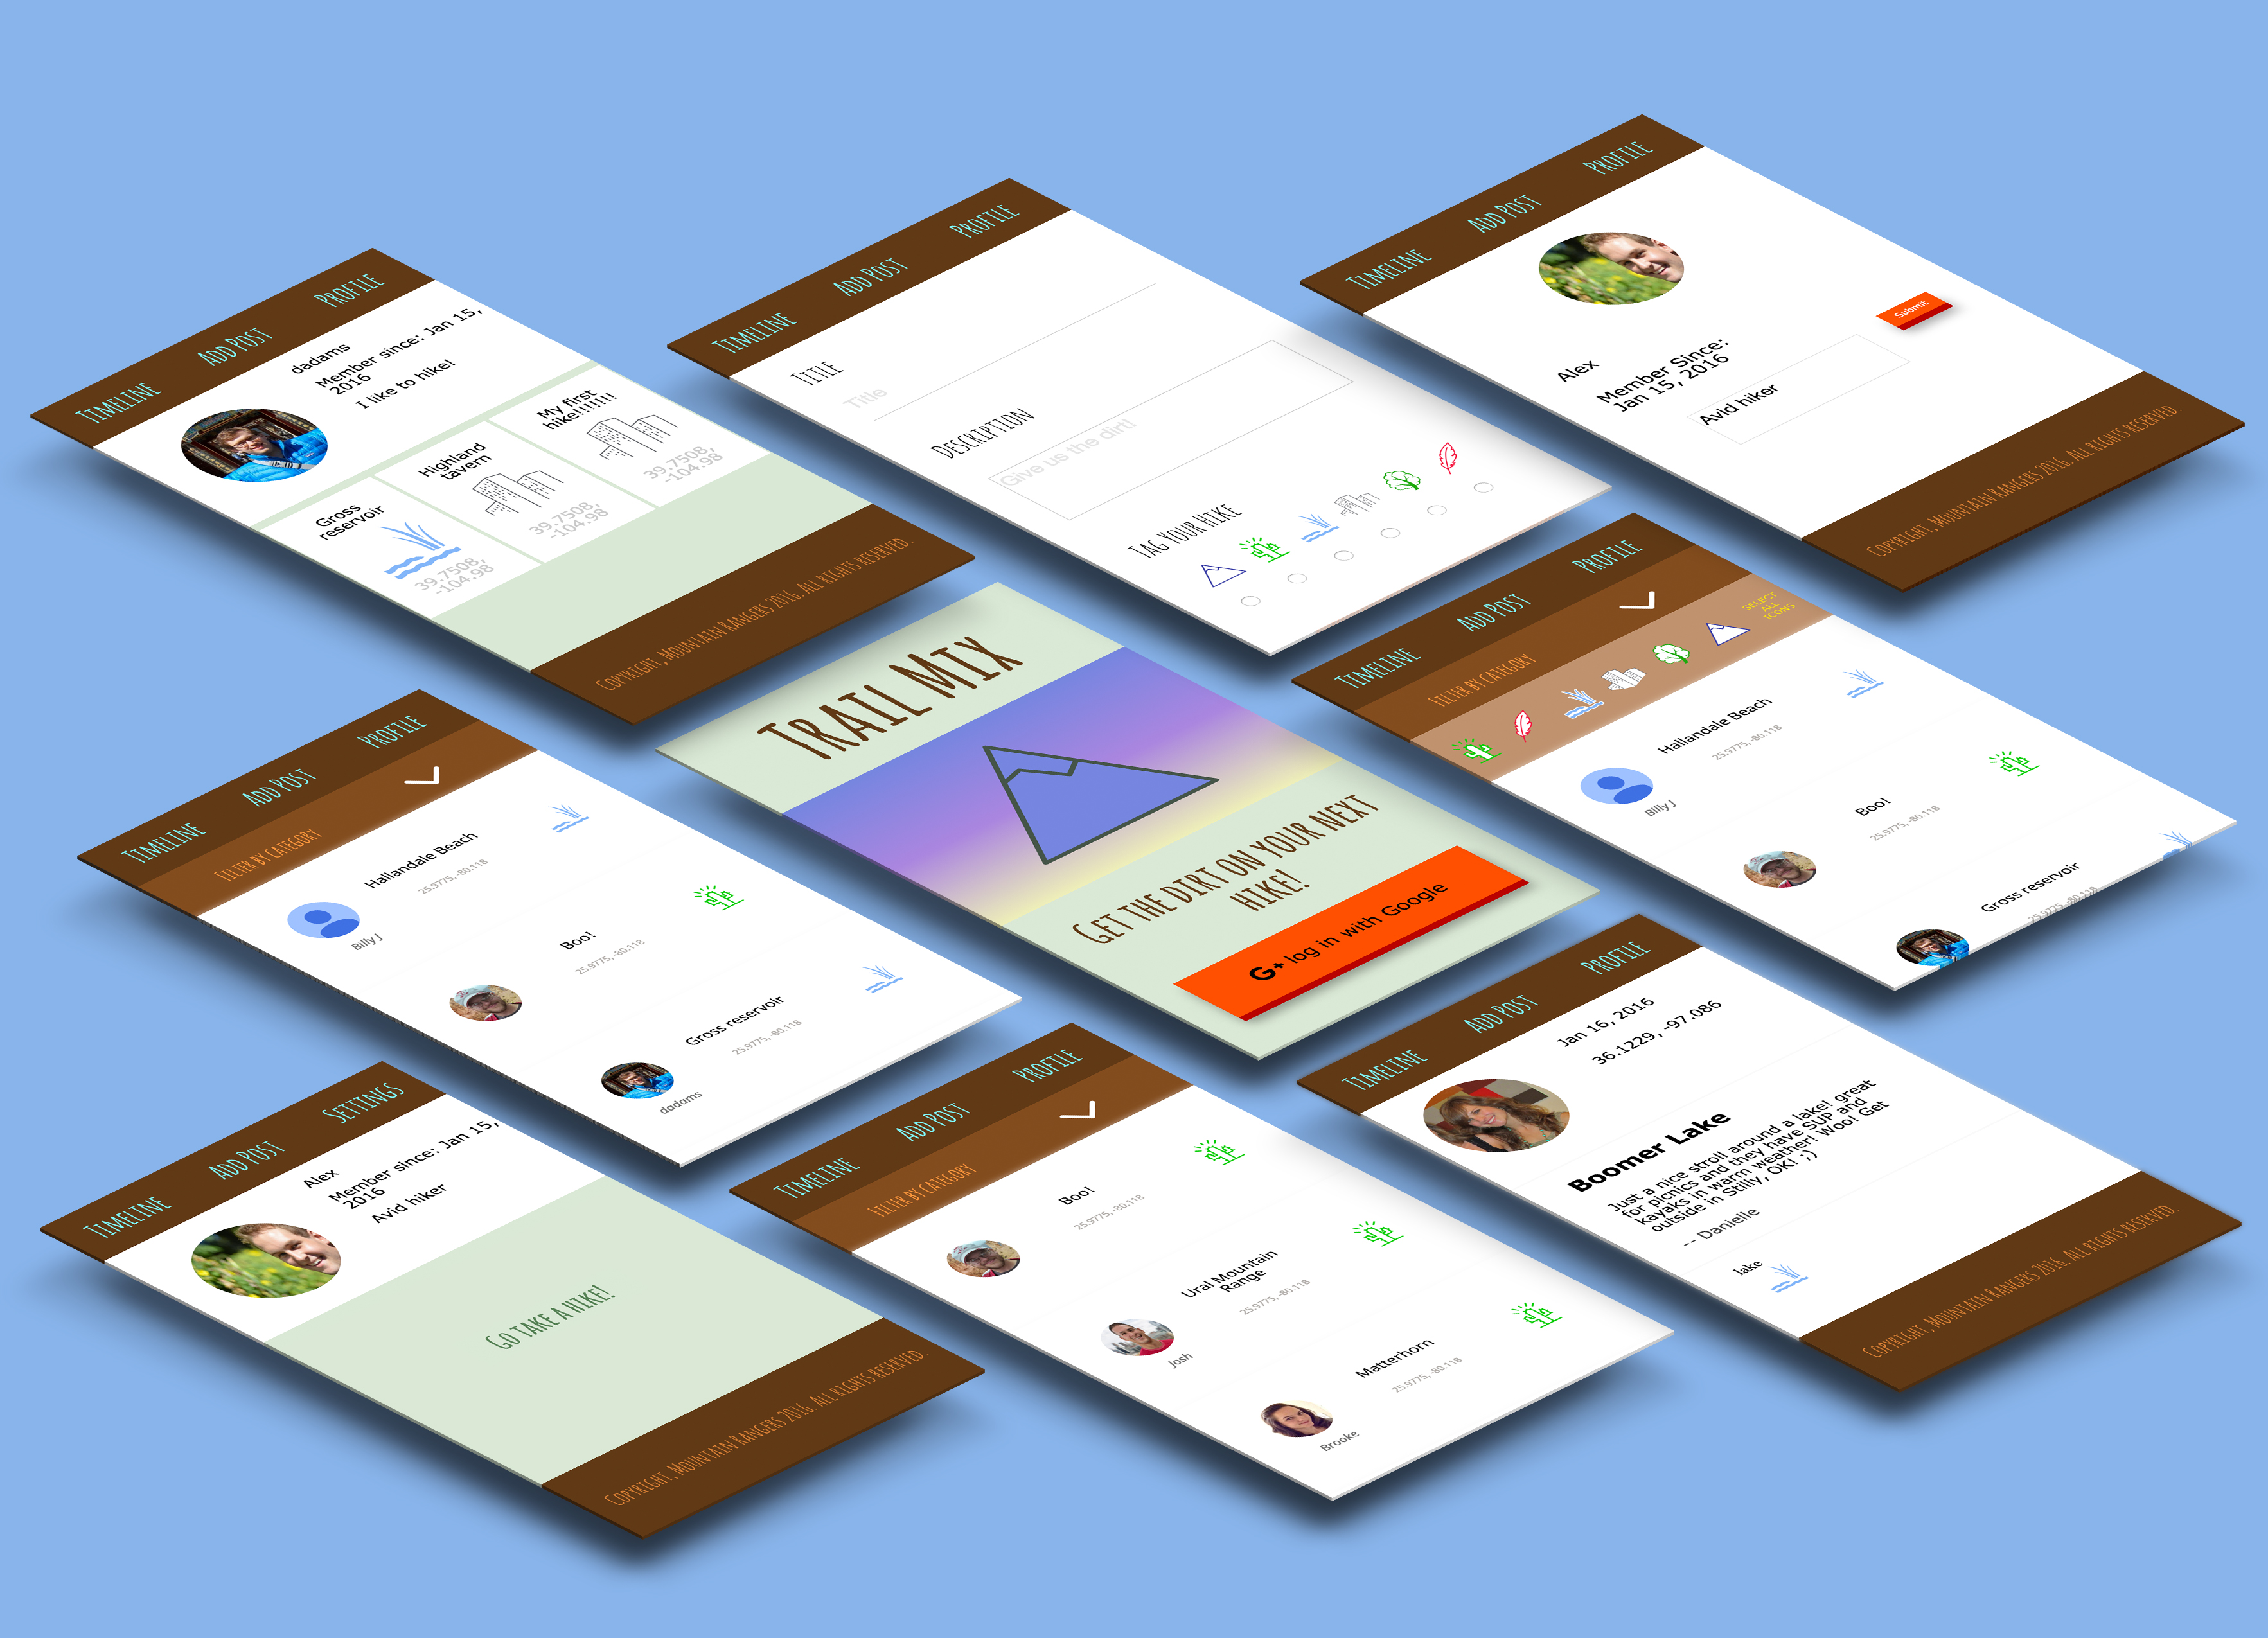 Timeline
Add Post
Profile
dadams
Member since: Jan 15,
2016
I like to hike!
Gross
reservoir
39.7508,
-104.98
Highland
tavern
39.7508,
-104.98
My first
hike!!!!!!!!
39.7508,
-104.98
Copyright, Mountain Rangers 2016. All rights reserved.
Timeline
Add Post
Profile
Title
Title
Description
Give us the dirt!
Tag your hike
Timeline
Add Post
Profile
Alex
Member Since:
Jan 15, 2016
Avid hiker
Submit
Copyright, Mountain Rangers 2016. All rights reserved.
Timeline
Add Post
Profile
Filter by category
Hallandale Beach
25.9775, -80.118
Billy J
Boo!
25.9775, -80.118
Gross reservoir
25.9775, -80.118
dadams
Trail Mix
Get the dirt on your next
hike!
G+ log in with Google
Timeline
Add Post
Profile
Filter by category
SELECT
ALL
ICONS
Hallandale Beach
25.9775, -80.118
Billy J
Boo!
25.9775, -80.118
Gross reservoir
25.9775, -80.118
Timeline
Add Post
Settings
Alex
Member since: Jan 15,
2016
Avid hiker
Go take a hike!
Copyright, Mountain Rangers 2016. All rights reserved.
Timeline
Add Post
Profile
Filter by category
Boo!
25.9775, -80.118
Ural Mountain
Range
25.9775, -80.118
Josh
Matterhorn
25.9775, -80.118
Brooke
Timeline
Add Post
Profile
Jan 16, 2016
36.1229, -97.086
Boomer Lake
Just a nice stroll around a lake! great
for picnics and they have SUP and
kayaks in warm weather! Woo! Get
outside in Stilly, OK! ;)
-- Danielle
lake
Copyright, Mountain Rangers 2016. All rights reserved.